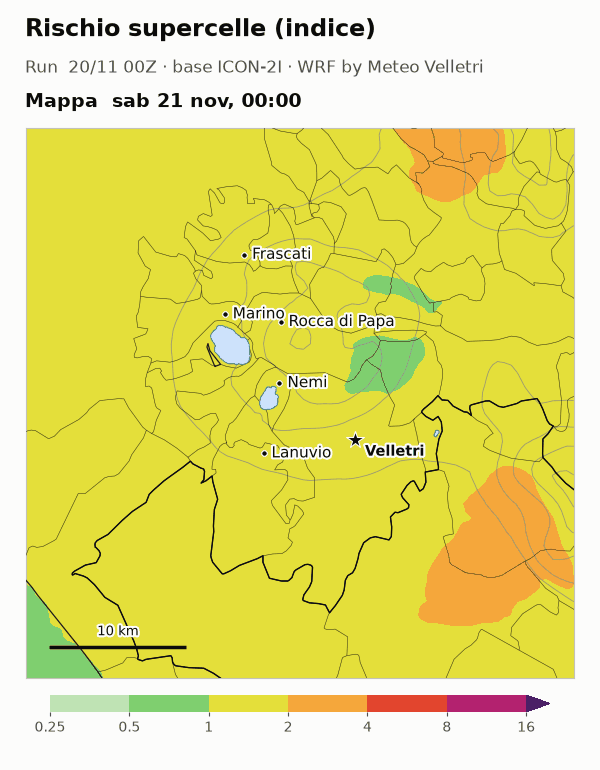 Rischio supercelle (indice)
Run 20/11 00Z · base ICON-2I · WRF by Meteo Velletri
Mappa sab 21 nov, 00:00
Frascati
Marino
Rocca di Papa
Nemi
Velletri
Lanuvio
10 km
0.25 0.5 1 2 4 8 16